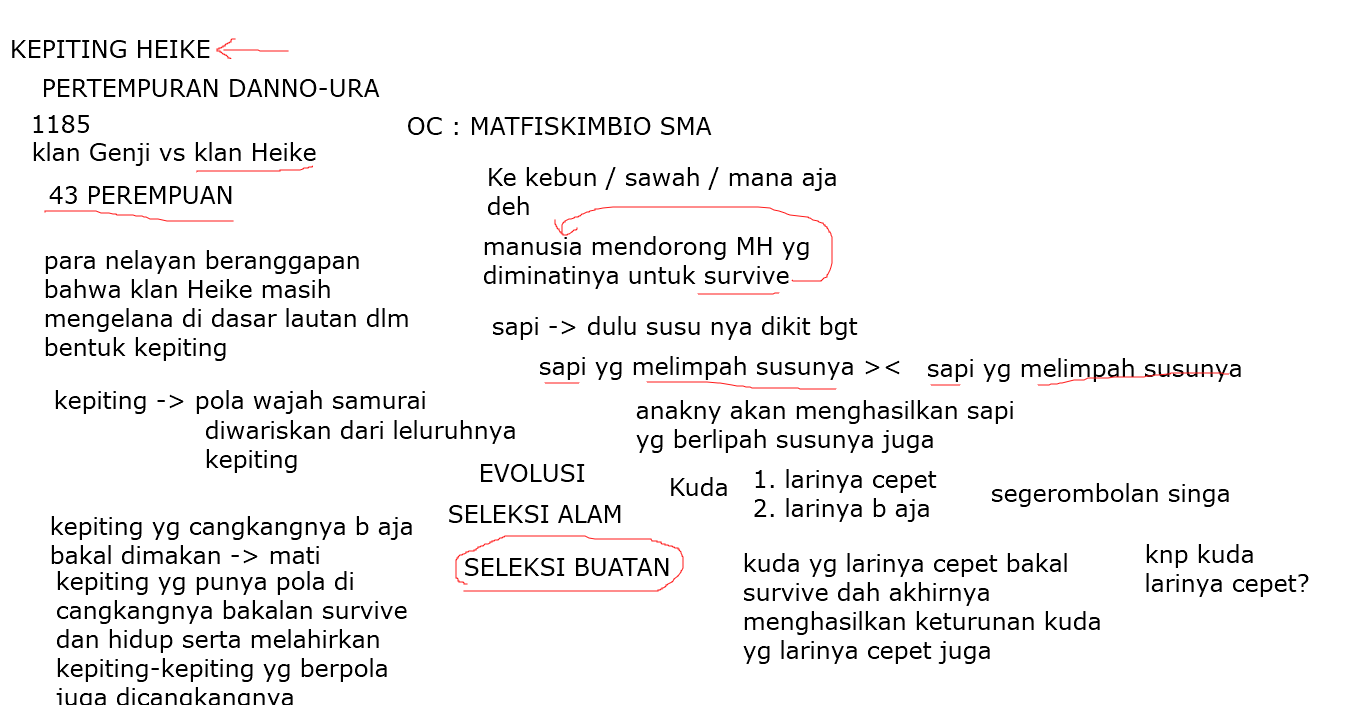 KEPITING HEIKE
PERTEMPURAN DANNO-URA
1185
klan Genji vs klan Heike
43 PEREMPUAN
para nelayan beranggapan
bahwa klan Heike masih
mengelana di dasar lautan dlm
bentuk kepiting
kepiting -> pola wajah samurai
diwariskan dari leluruhnya
kepiting
kepiting yg cangkangnya b aja
bakal dimakan -> mati
kepiting yg punya pola di
cangkangnya bakalan survive
dan hidup serta melahirkan
kepiting-kepiting yg berpola
juga dicangkangnya
OC : MATFISKIMBIO SMA
Ke kebun / sawah / mana aja
deh
manusia mendorong MH yg
diminatinya untuk survive
sapi -> dulu susu nya dikit bgt
sapi yg melimpah susunya >< sapi yg melimpah susunya
anakny akan menghasilkan sapi
yg berlipah susunya juga
EVOLUSI
SELEKSI ALAM
SELEKSI BUATAN
Kuda
1. larinya cepet
2. larinya b aja
segerombolan singa
kuda yg larinya cepet bakal
survive dah akhirnya
menghasilkan keturunan kuda
yg larinya cepet juga
knp kuda
larinya cepet?